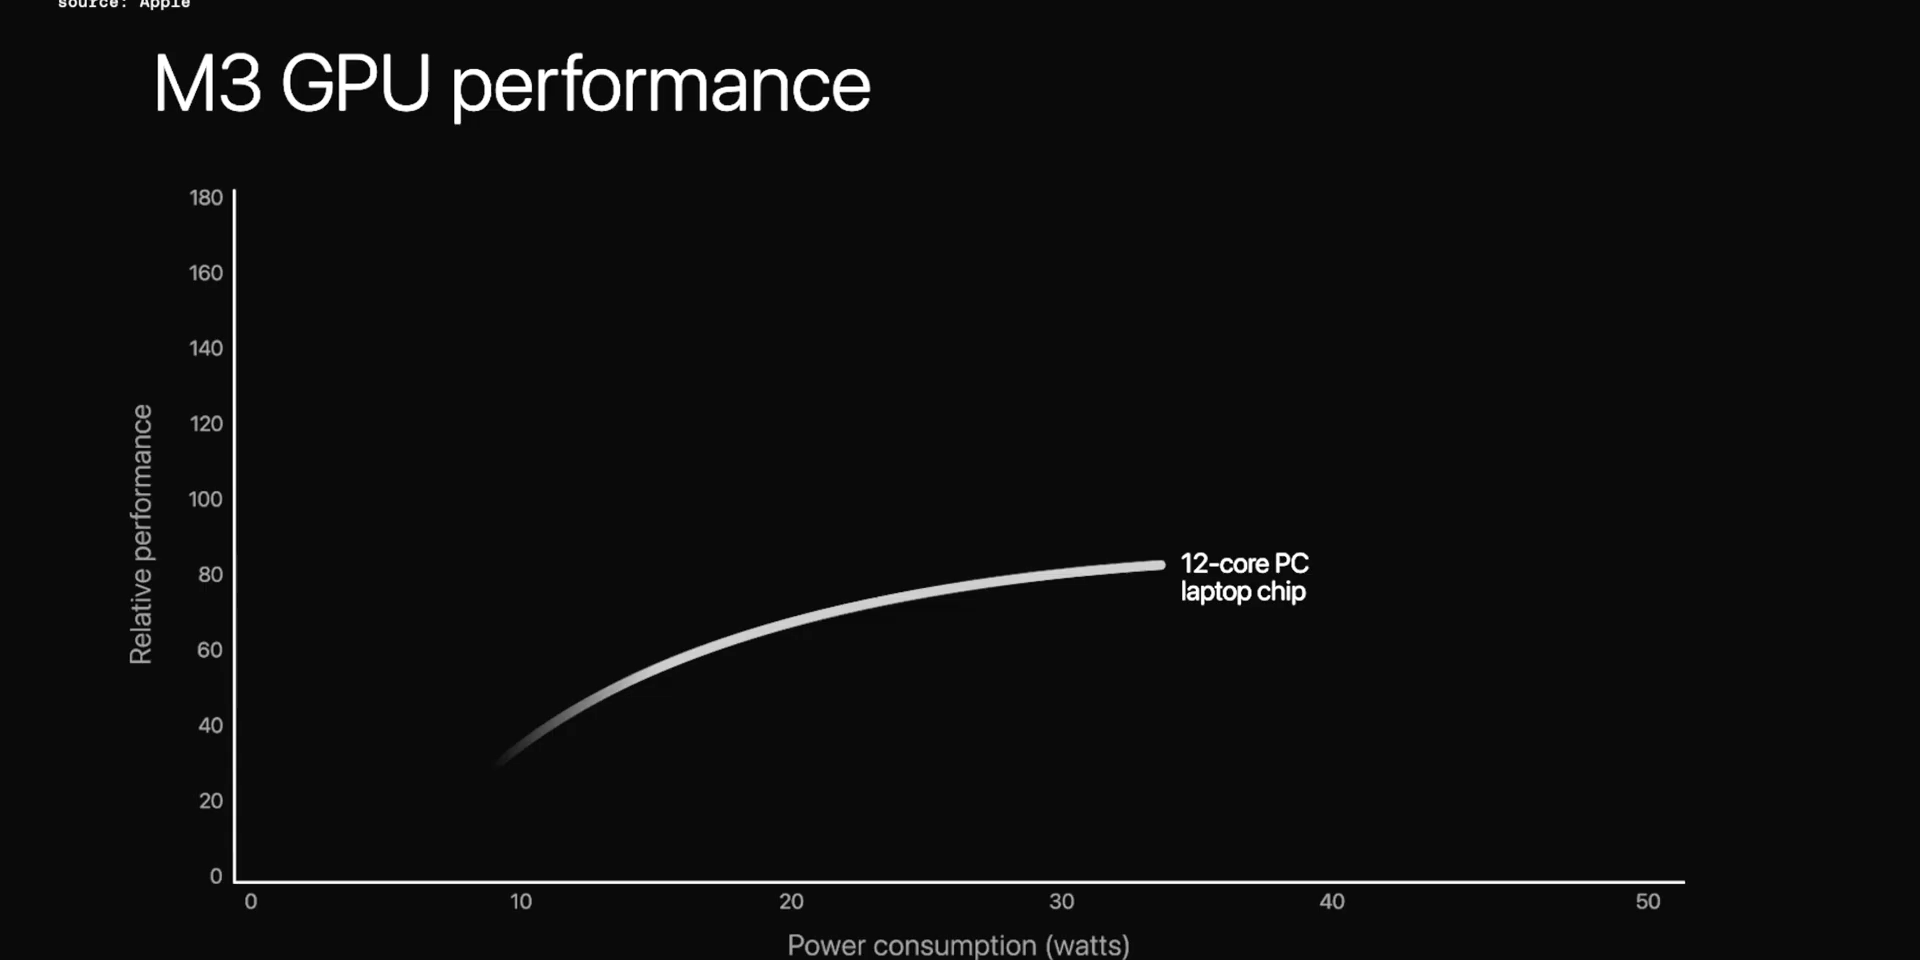 source: Apple
M3 GPU performance
180
160
140
120
100
80
60
40
20
0
Relative performance
12-core PC
laptop chip
0 10 20 30 40 50
Power consumption (watts)